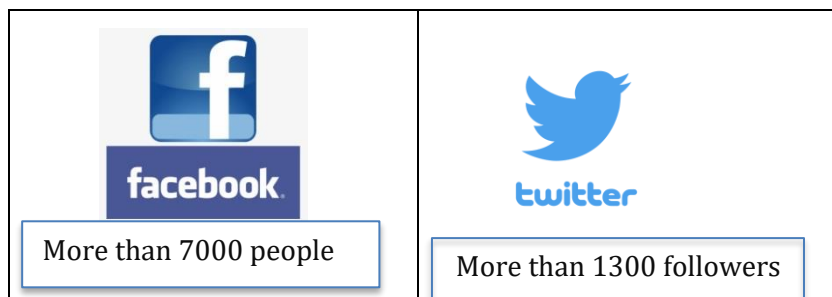 f
facebook.
More than 7000 people
twitter
More than 1300 followers